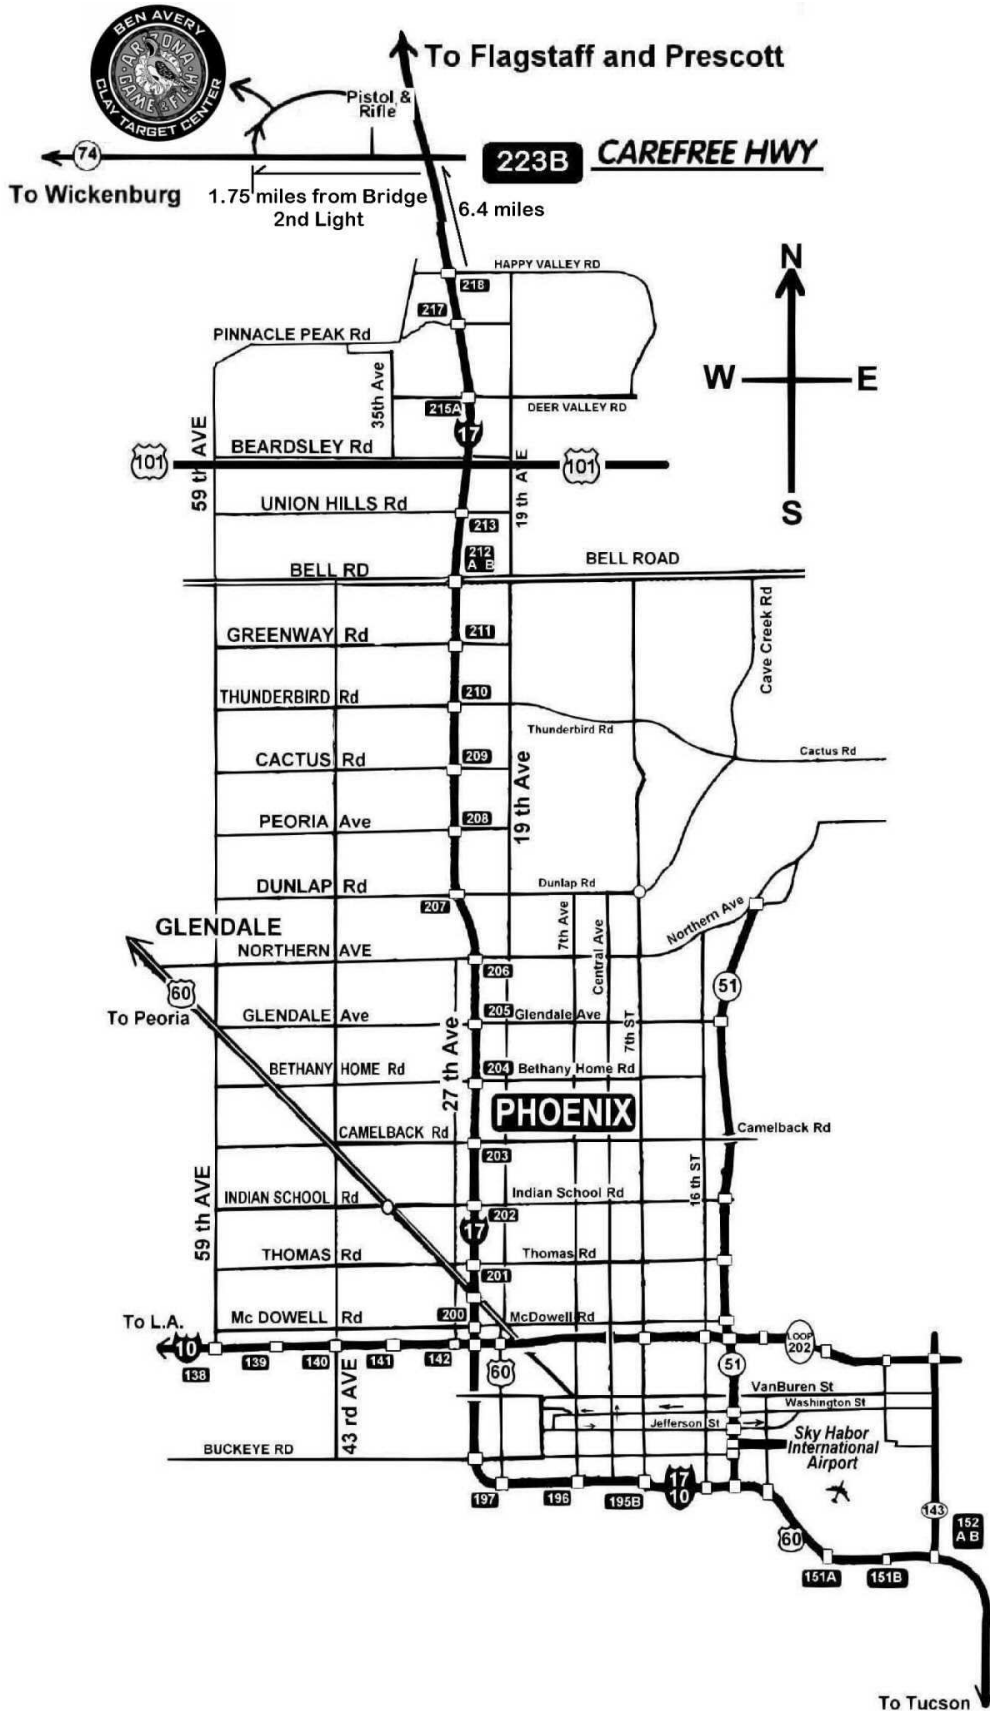 BEN AVERY
ARIZONA
GAME & FISH
CLAY TARGET CENTER
To Flagstaff and Prescott
Pistol &
Rifle
74
223B
CAREFREE HWY
To Wickenburg
1.75 miles from Bridge
2nd Light
6.4 miles
N
HAPPY VALLEY RD
218
217
PINNACLE PEAK Rd
W
E
35th Ave
215A
DEER VALLEY RD
17
59 th AVE
BEARDSLEY Rd
101
101
19 th AVE
S
UNION HILLS Rd
213
212
A B
BELL RD
BELL ROAD
Cave Creek Rd
GREENWAY Rd
211
THUNDERBIRD Rd
210
Thunderbird Rd
CACTUS Rd
209
Cactus Rd
19 th Ave
PEORIA Ave
208
DUNLAP Rd
Dunlap Rd
207
7th Ave
Central Ave
Northern Ave
GLENDALE
NORTHERN AVE
206
60
51
To Peoria
GLENDALE Ave
205
Glendale Ave
27 th Ave
7th ST
BETHANY HOME Rd
204
Bethany Home Rd
PHOENIX
CAMELBACK Rd
Camelback Rd
203
16 th ST
59 th AVE
INDIAN SCHOOL Rd
Indian School Rd
202
17
THOMAS Rd
Thomas Rd
201
200
Mc DOWELL Rd
McDowell Rd
To L.A.
10
138
139
140
141
142
LOOP
202
60
51
43 rd AVE
VanBuren St
Washington St
Jefferson St
BUCKEYE RD
Sky Habor
International
Airport
17
10
197
196
195B
60
143
152
A B
151A
151B
To Tucson